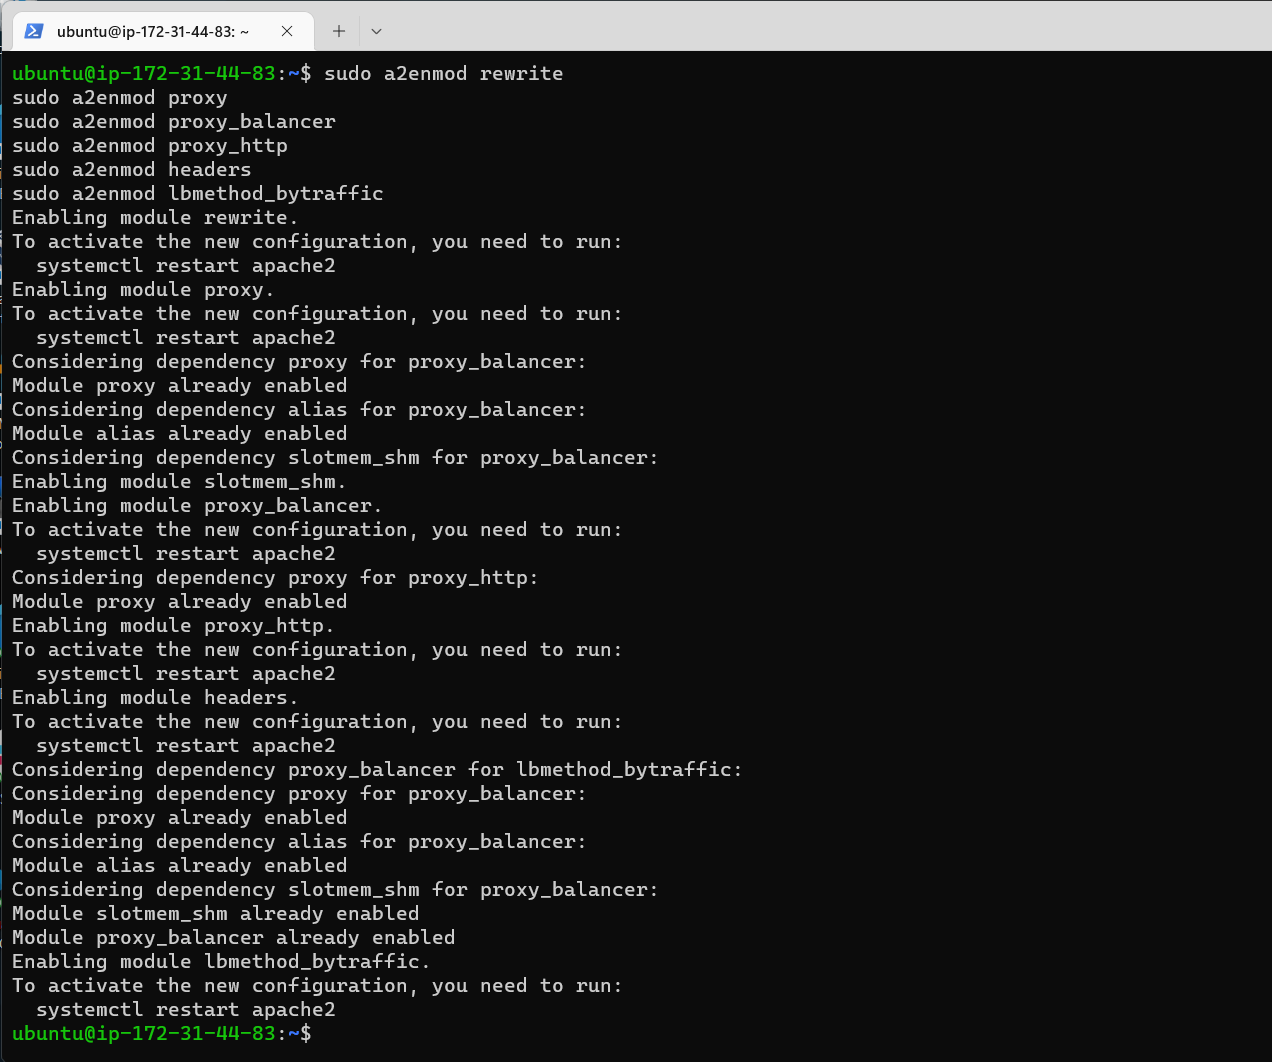 ubuntu@ip-172-31-44-83: ~
ubuntu@ip-172-31-44-83:~$ sudo a2enmod rewrite
sudo a2enmod proxy
sudo a2enmod proxy_balancer
sudo a2enmod proxy_http
sudo a2enmod headers
sudo a2enmod lbmethod_bytraffic
Enabling module rewrite.
To activate the new configuration, you need to run:
  systemctl restart apache2
Enabling module proxy.
To activate the new configuration, you need to run:
  systemctl restart apache2
Considering dependency proxy for proxy_balancer:
Module proxy already enabled
Considering dependency alias for proxy_balancer:
Module alias already enabled
Considering dependency slotmem_shm for proxy_balancer:
Enabling module slotmem_shm.
Enabling module proxy_balancer.
To activate the new configuration, you need to run:
  systemctl restart apache2
Considering dependency proxy for proxy_http:
Module proxy already enabled
Enabling module proxy_http.
To activate the new configuration, you need to run:
  systemctl restart apache2
Enabling module headers.
To activate the new configuration, you need to run:
  systemctl restart apache2
Considering dependency proxy_balancer for lbmethod_bytraffic:
Considering dependency proxy for proxy_balancer:
Module proxy already enabled
Considering dependency alias for proxy_balancer:
Module alias already enabled
Considering dependency slotmem_shm for proxy_balancer:
Module slotmem_shm already enabled
Module proxy_balancer already enabled
Enabling module lbmethod_bytraffic.
To activate the new configuration, you need to run:
  systemctl restart apache2
ubuntu@ip-172-31-44-83:~$